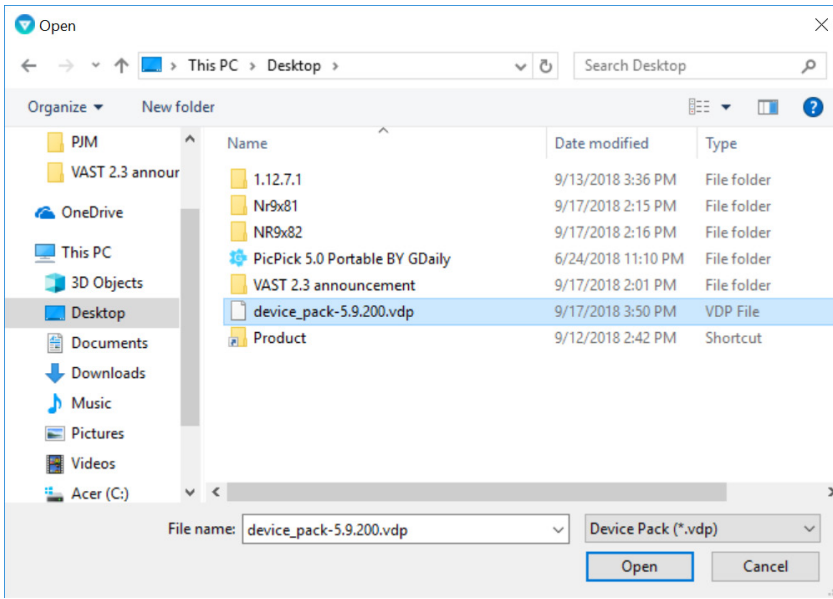 Open
This PC > Desktop >
Search Desktop
Organize
New folder
?
PJM
VAST 2.3 annour
OneDrive
This PC
3D Objects
Desktop
Documents
Downloads
Music
Pictures
Videos
Acer (C:)
Name Date modified Type
1.12.7.1 9/13/2018 3:36 PM File folder
Nr9x81 9/17/2018 2:15 PM File folder
NR9x82 9/17/2018 2:16 PM File folder
PicPick 5.0 Portable BY GDaily 6/24/2018 11:10 PM File folder
VAST 2.3 announcement 9/17/2018 2:01 PM File folder
device_pack-5.9.200.vdp 9/17/2018 3:50 PM VDP File
Product 9/12/2018 2:42 PM Shortcut
File name: device_pack-5.9.200.vdp
Device Pack (*.vdp)
Open
Cancel